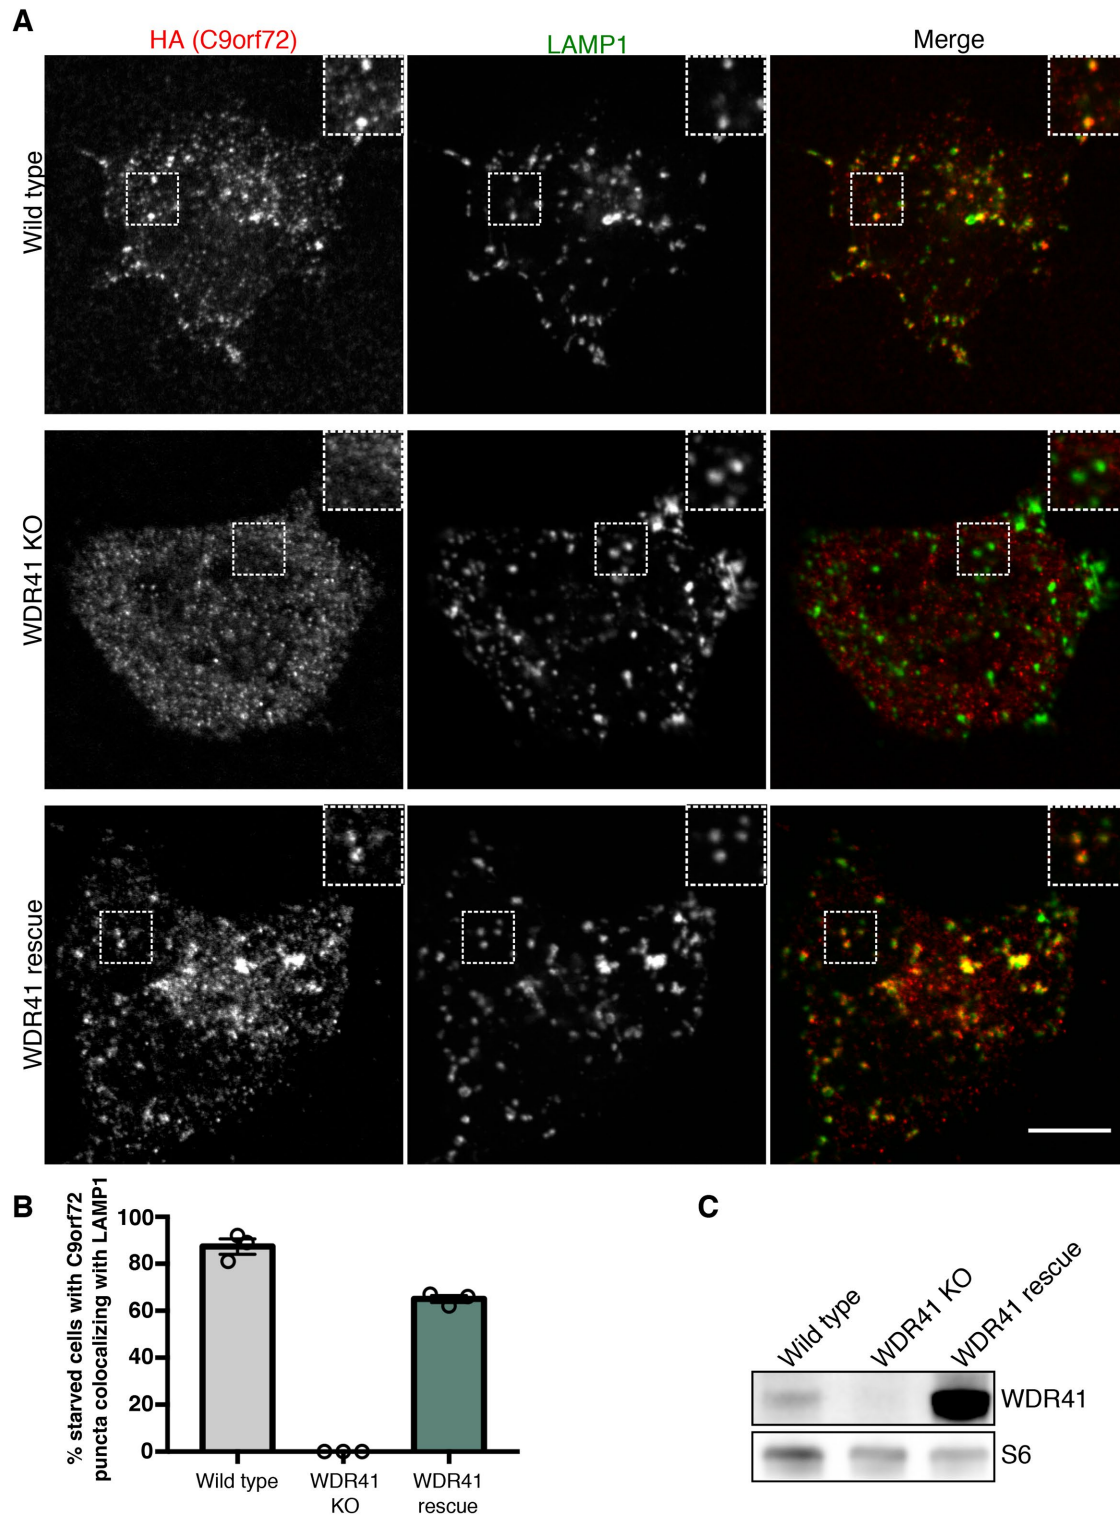 A
HA (C9orf72)
LAMP1
Merge
Wild type
WDR41 KO
WDR41 rescue
B
% starved cells with C9orf72
puncta colocalizing with LAMP1
100
80
60
40
20
0
Wild type
WDR41
KO
WDR41
rescue
C
Wild type
WDR41 KO
WDR41 rescue
WDR41
S6